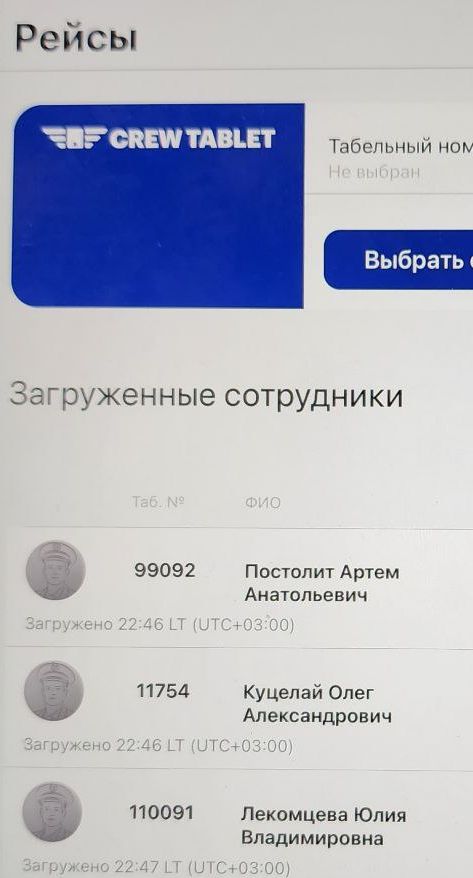 Рейсы
CREW TABLET
Табельный ном
Не выбран
Выбрать
Загруженные сотрудники
Таб. № ФИО
99092 Постолит Артем
Анатольевич
Загружено 22:46 LT (UTC+03:00)
11754 Куцелай Олег
Александрович
Загружено 22:46 LT (UTC+03:00)
110091 Лекомцева Юлия
Владимировна
Загружено 22:47 LT (UTC+03:00)